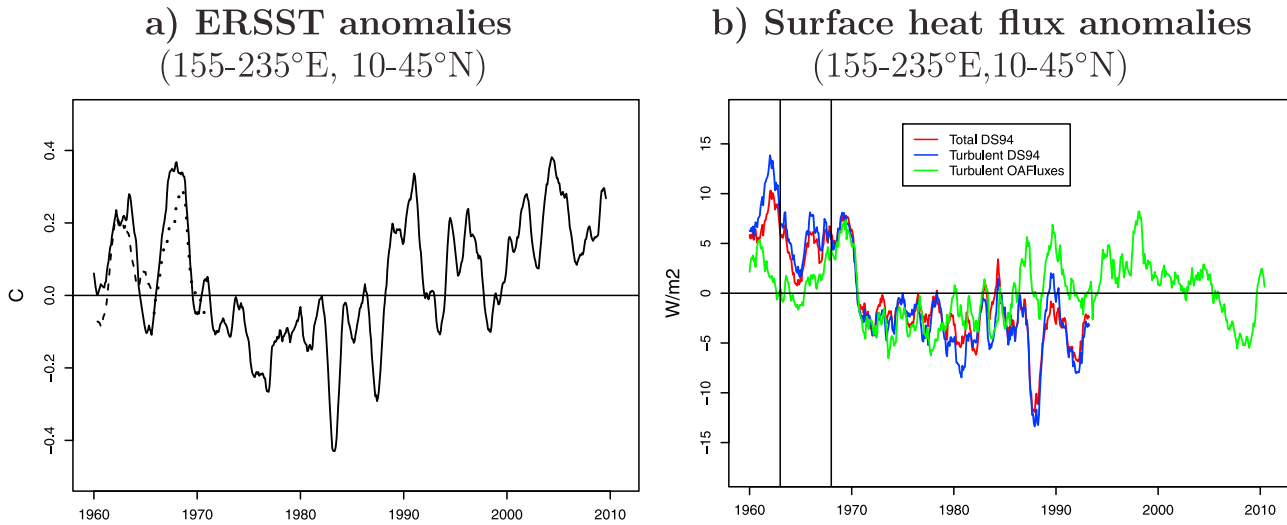 a) ERSST anomalies
(155-235°E, 10-45°N)
C
0.4
0.2
0.0
−0.2
−0.4
1960 1970 1980 1990 2000 2010
b) Surface heat flux anomalies
(155-235°E,10-45°N)
W/m2
15
10
5
0
−5
−10
−15
Total DS94
Turbulent DS94
Turbulent OAFluxes
1960 1970 1980 1990 2000 2010